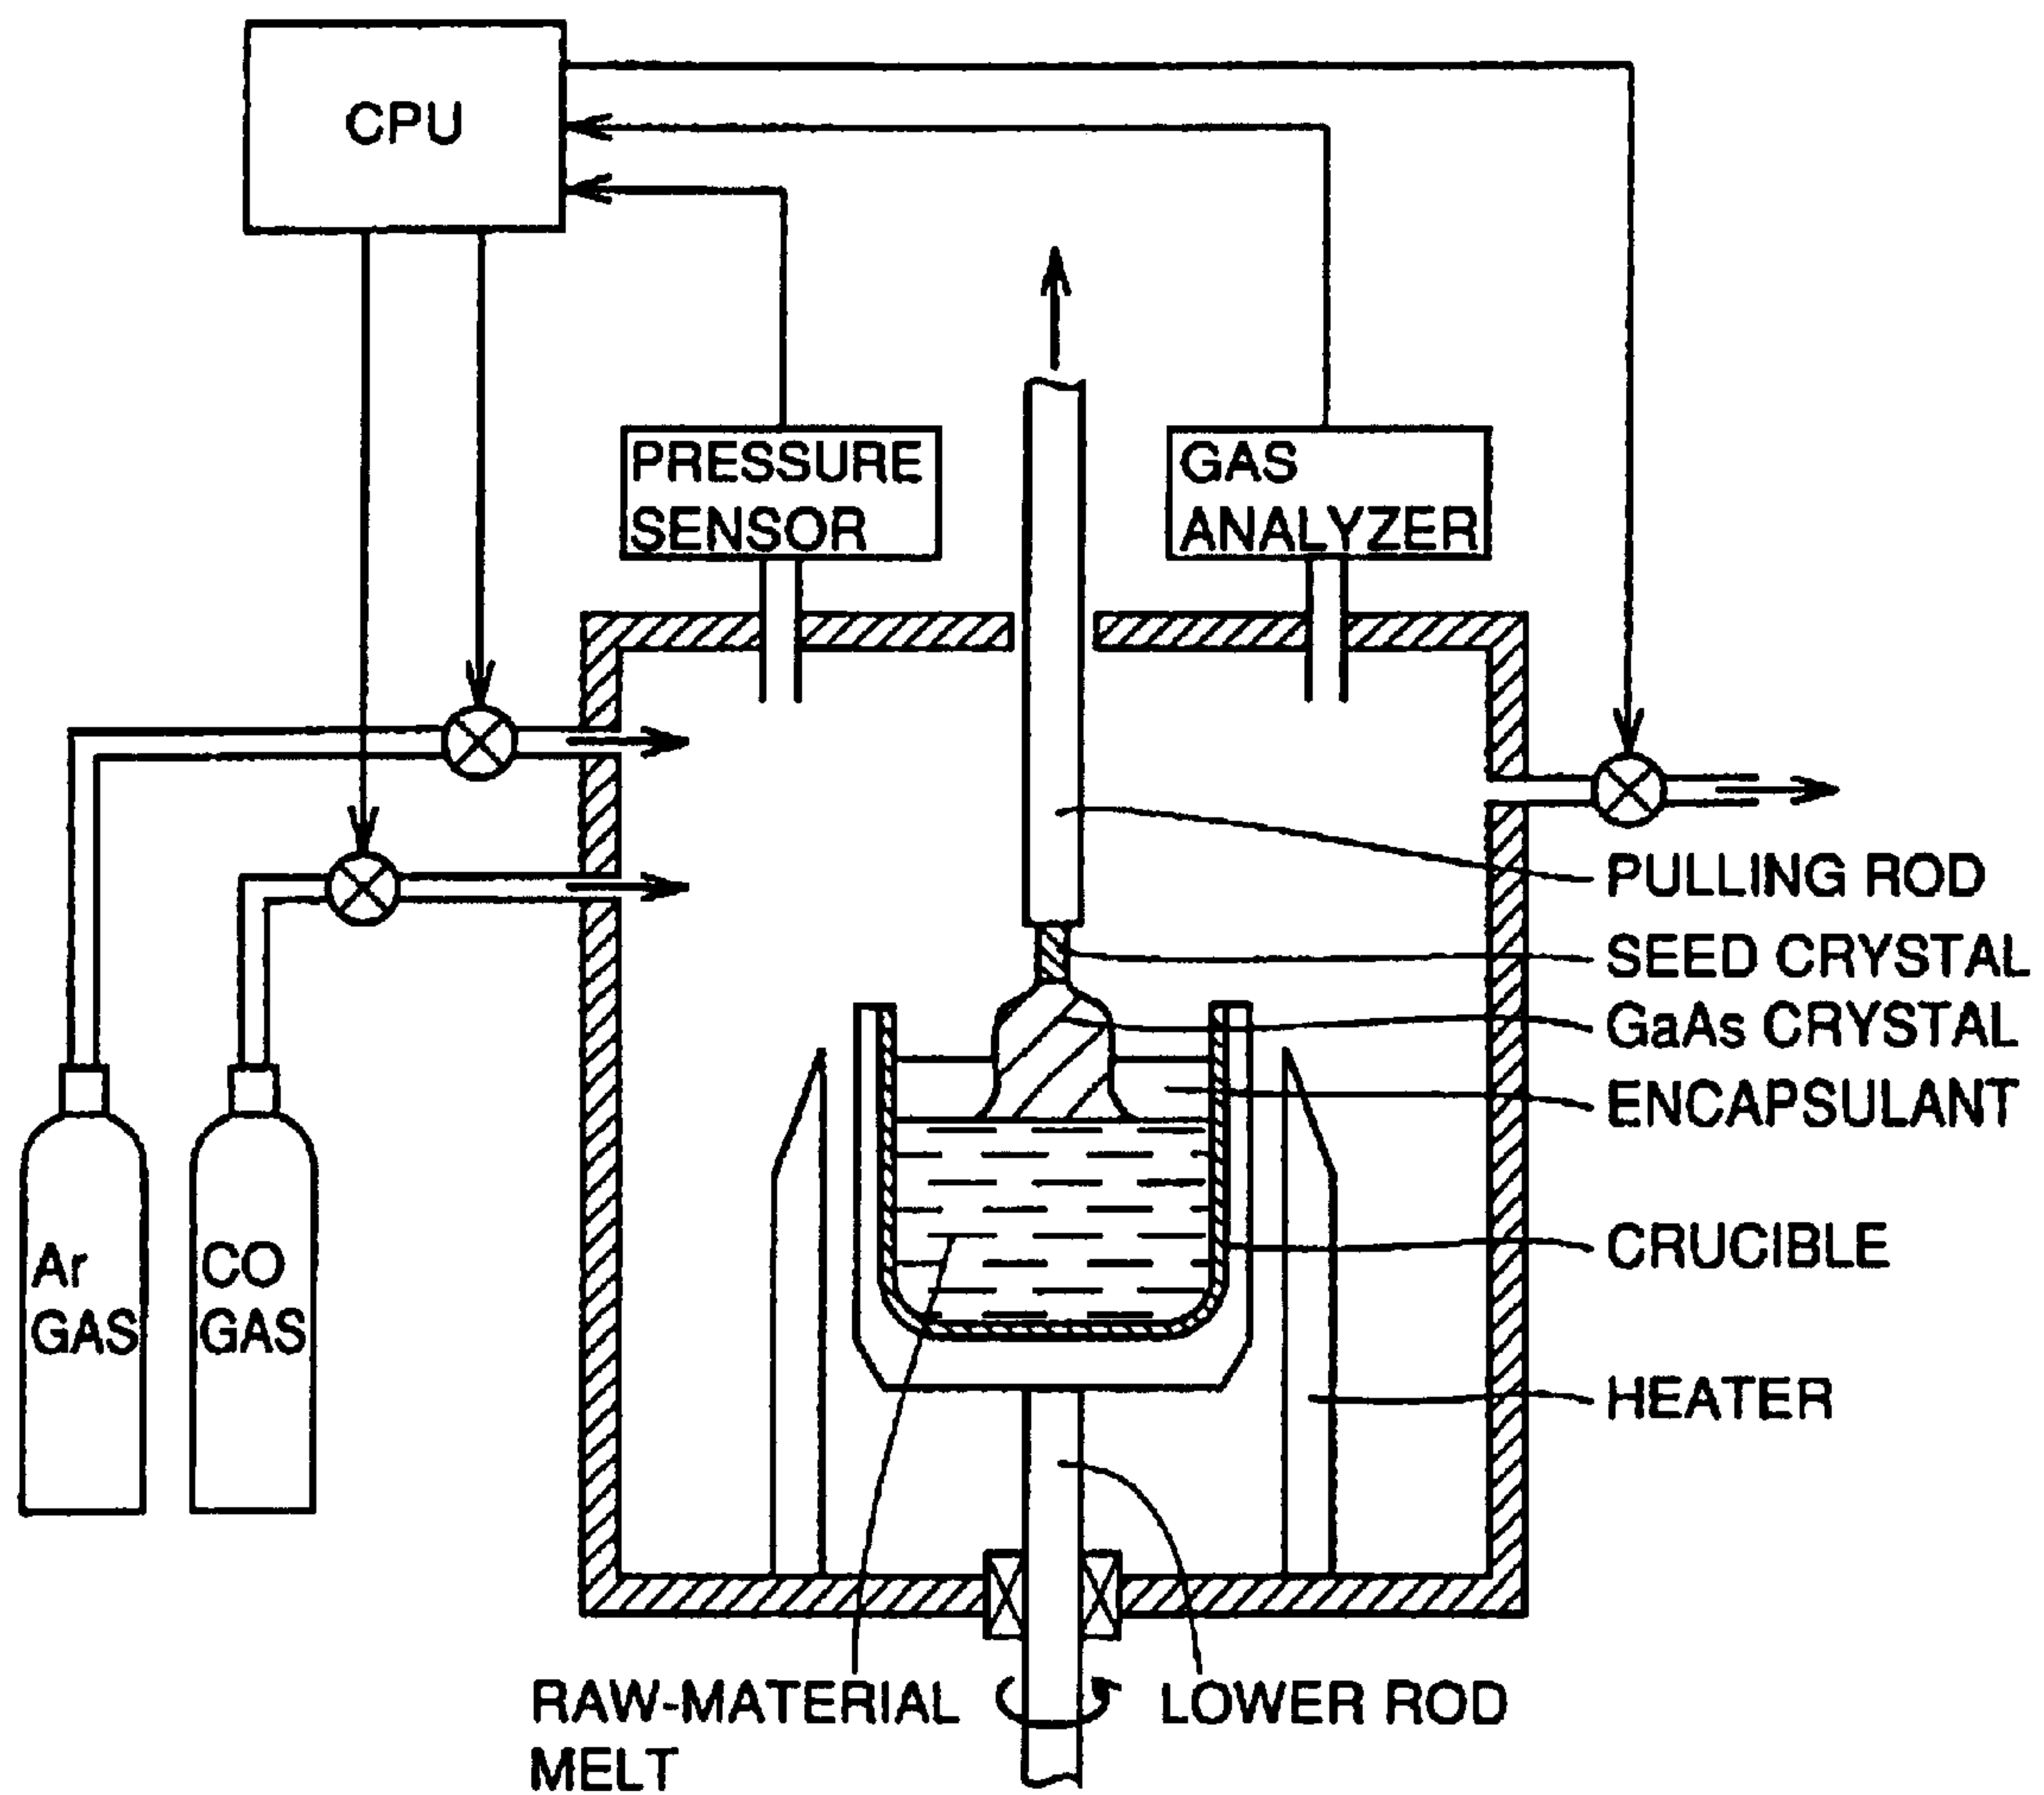 CPU
PRESSURE
SENSOR
GAS
ANALYZER
PULLING ROD
SEED CRYSTAL
GaAs CRYSTAL
ENCAPSULANT
CRUCIBLE
HEATER
Ar
GAS
CO
GAS
RAW-MATERIAL
MELT
LOWER ROD